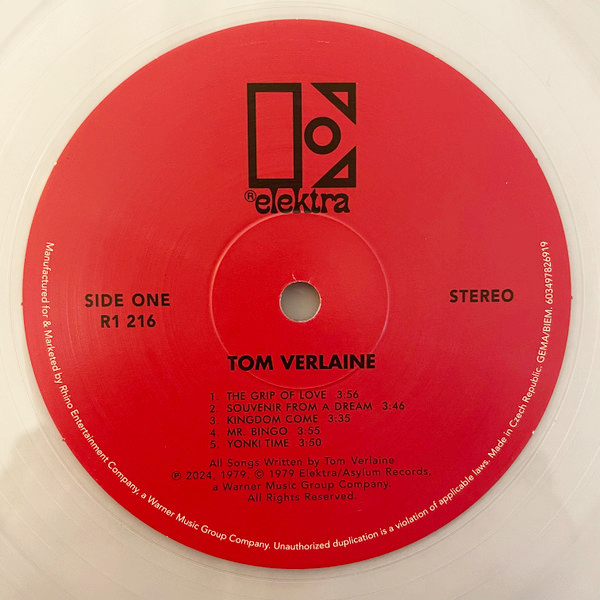 ®elektra
SIDE ONE
R1 216
STEREO
TOM VERLAINE
1. THE GRIP OF LOVE 3:56
2. SOUVENIR FROM A DREAM 3:46
3. KINGDOM COME 3:35
4. MR. BINGO 3:55
5. YONKI TIME 3:50
All Songs Written by Tom Verlaine
℗ 2024, 1979, © 1979 Elektra/Asylum Records,
a Warner Music Group Company.
All Rights Reserved.
Manufactured for & Marketed by Rhino Entertainment Company, a Warner Music Group Company. Unauthorized duplication is a violation of applicable laws. Made in Czech Republic. GEMA/BIEM. 603497826919